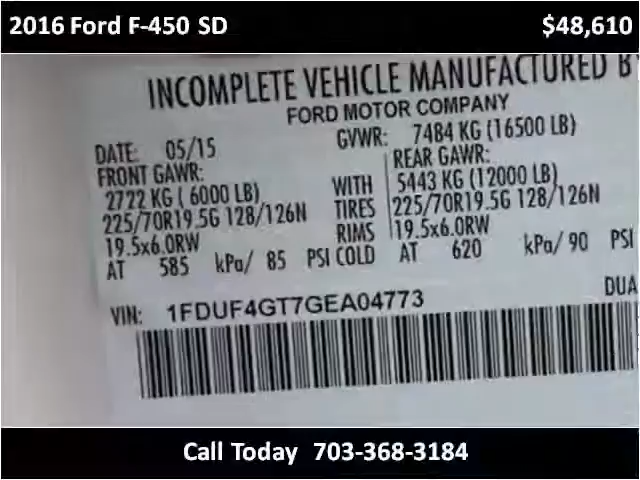 2016 Ford F-450 SD $48,610
INCOMPLETE VEHICLE MANUFACTURED BY
FORD MOTOR COMPANY
DATE: 05/15 GVWR: 7484 KG (16500 LB)
FRONT GAWR: REAR GAWR:
2722 KG ( 6000 LB) WITH 5443 KG (12000 LB)
225/70R19.5G 128/126N TIRES 225/70R19.5G 128/126N
19.5x6.0RW RIMS 19.5x6.0RW
AT 585 kPa/ 85 PSI COLD AT 620 kPa/ 90 PSI
DUA
VIN: 1FDUF4GT7GEA04773
Call Today 703-368-3184